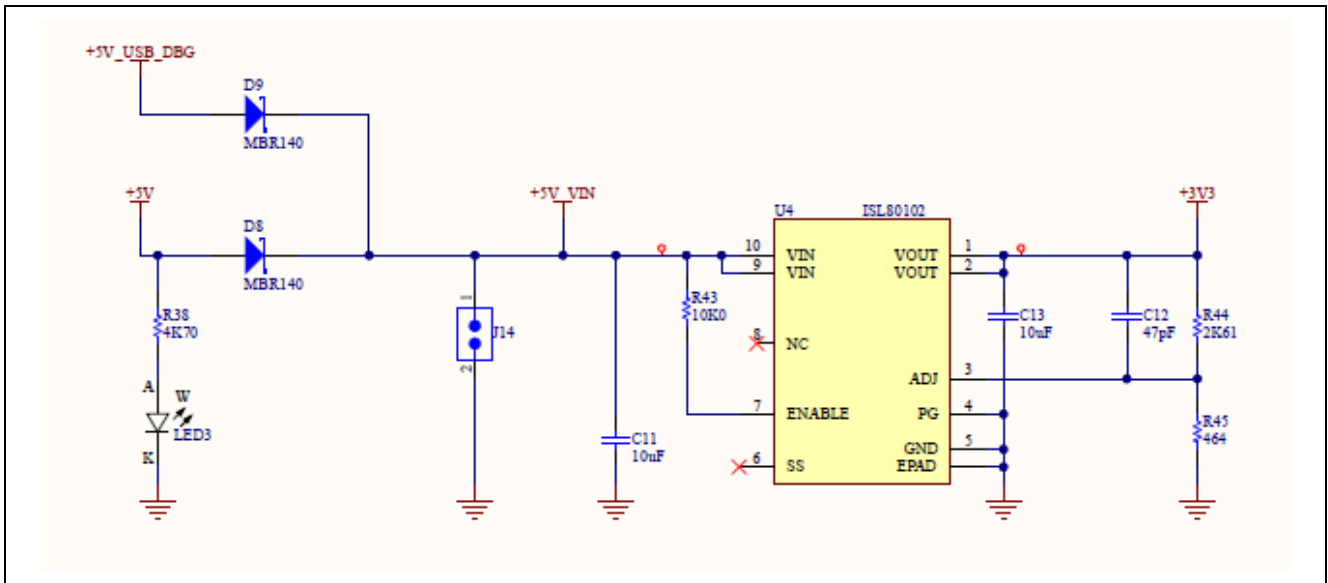 +5V_USB_DBG
D9
MBR140
+5V
+5V_VIN
+3V3
D8
MBR140
U4
ISL80102
10
VIN
9
VIN
VOUT
1
VOUT
2
R38
4K70
1
J14
2
R43
10K0
8
NC
C13
10uF
C12
47pF
R44
2K61
ADJ
3
A
W
LED3
K
7
ENABLE
PG
4
C11
10uF
6
SS
GND
5
EPAD
R45
464